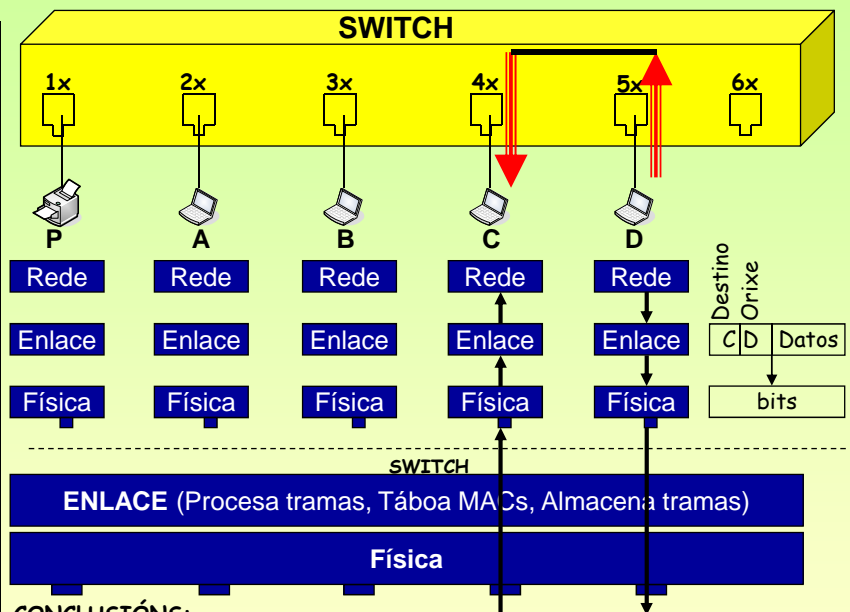 SWITCH
1x 2x 3x 4x 5x 6x
P A B C D
Destino
Orixe
Rede Rede Rede Rede Rede
Enlace Enlace Enlace Enlace Enlace C D Datos
Física Física Física Física Física bits
SWITCH
ENLACE (Procesa tramas, Táboa MACs, Almacena tramas)
Física
CONCLUSIÓNS: